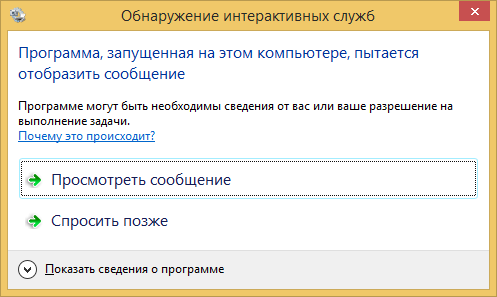 Обнаружение интерактивных служб
Программа, запущенная на этом компьютере, пытается
отобразить сообщение
Программе могут быть необходимы сведения от вас или ваше разрешение на
выполнение задачи.
Почему это происходит?
Просмотреть сообщение
Спросить позже
Показать сведения о программе